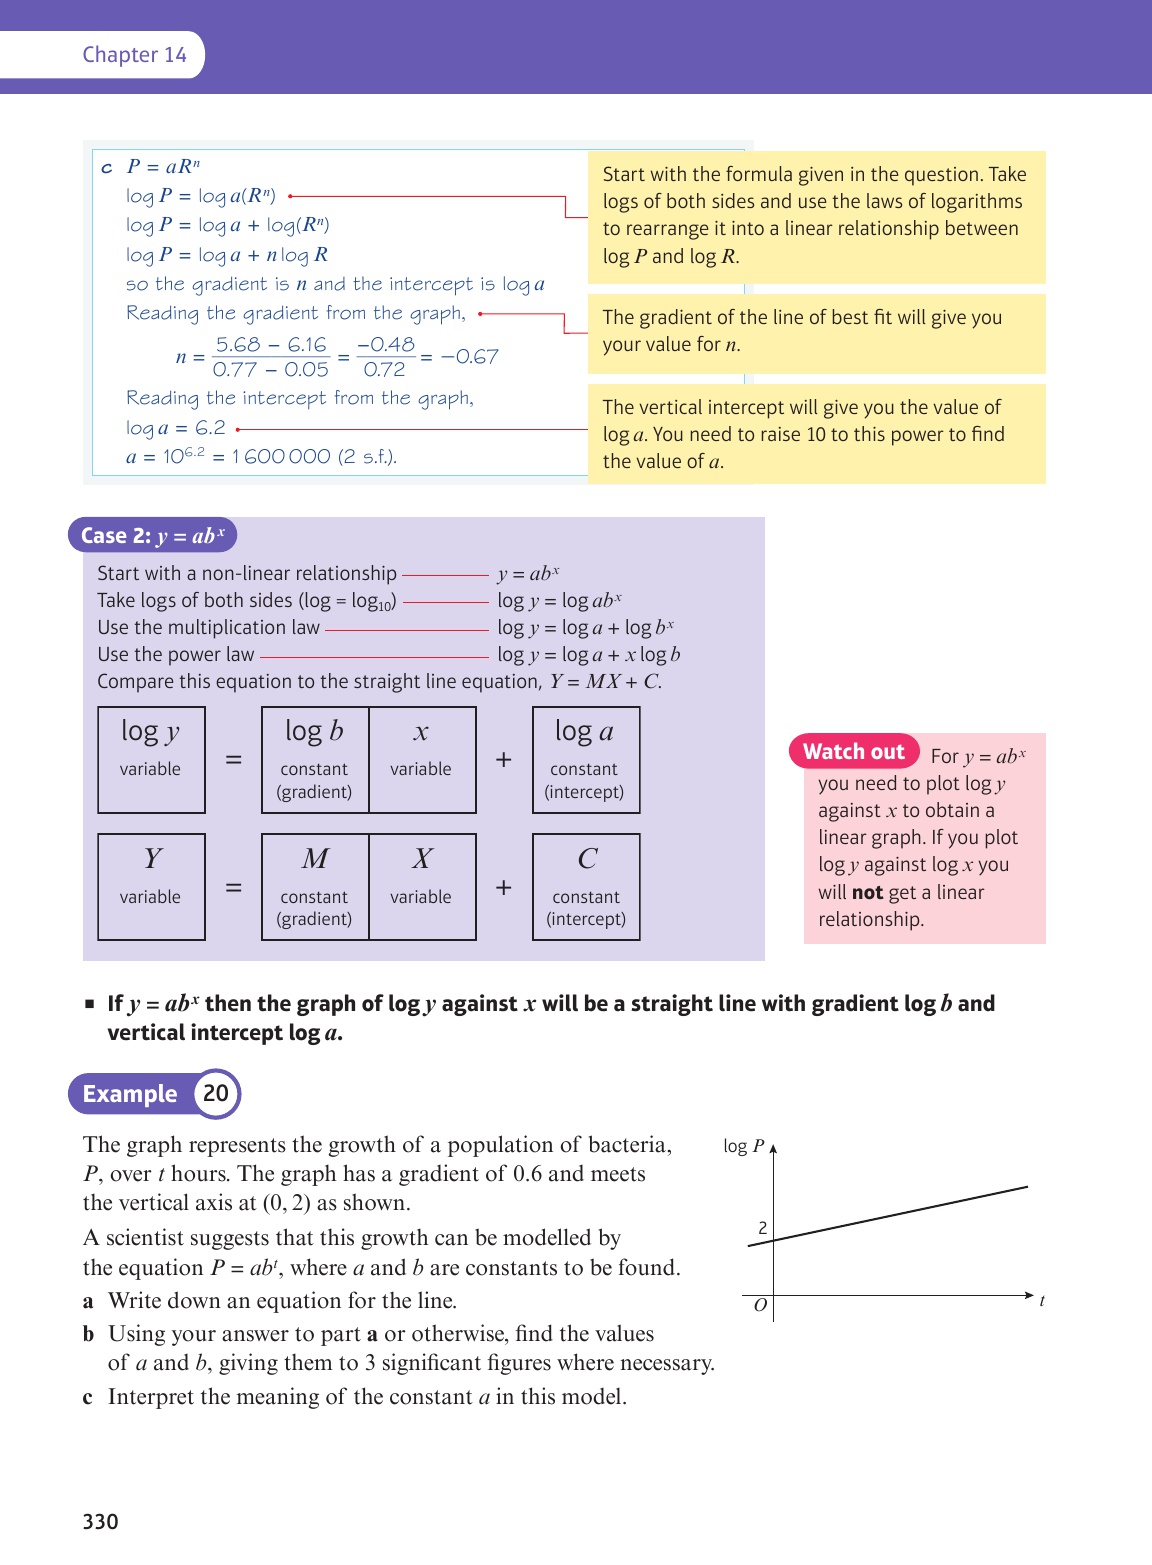 Chapter 14
c P = aRⁿ
log P = log a(Rⁿ)
log P = log a + log(Rⁿ)
log P = log a + n log R
so the gradient is n and the intercept is log a
Reading the gradient from the graph,
n = (5.68 − 6.16)/(0.77 − 0.05) = −0.48/0.72 = −0.67
Reading the intercept from the graph,
log a = 6.2
a = 10⁶·² = 1 600 000 (2 s.f.).
Start with the formula given in the question. Take
logs of both sides and use the laws of logarithms
to rearrange it into a linear relationship between
log P and log R.
The gradient of the line of best fit will give you
your value for n.
The vertical intercept will give you the value of
log a. You need to raise 10 to this power to find
the value of a.
Case 2: y = abˣ
Start with a non-linear relationship y = abˣ
Take logs of both sides (log = log₁₀) log y = log abˣ
Use the multiplication law log y = log a + log bˣ
Use the power law log y = log a + x log b
Compare this equation to the straight line equation, Y = MX + C.
log y = log b x + log a
variable constant variable constant
(gradient) (intercept)
Y = M X + C
variable constant variable constant
(gradient) (intercept)
Watch out For y = abˣ
you need to plot log y
against x to obtain a
linear graph. If you plot
log y against log x you
will not get a linear
relationship.
▪ If y = abˣ then the graph of log y against x will be a straight line with gradient log b and
vertical intercept log a.
Example 20
The graph represents the growth of a population of bacteria,
P, over t hours. The graph has a gradient of 0.6 and meets
the vertical axis at (0, 2) as shown.
A scientist suggests that this growth can be modelled by
the equation P = abᵗ, where a and b are constants to be found.
a Write down an equation for the line.
b Using your answer to part a or otherwise, find the values
of a and b, giving them to 3 significant figures where necessary.
c Interpret the meaning of the constant a in this model.
log P
2
O
t
330